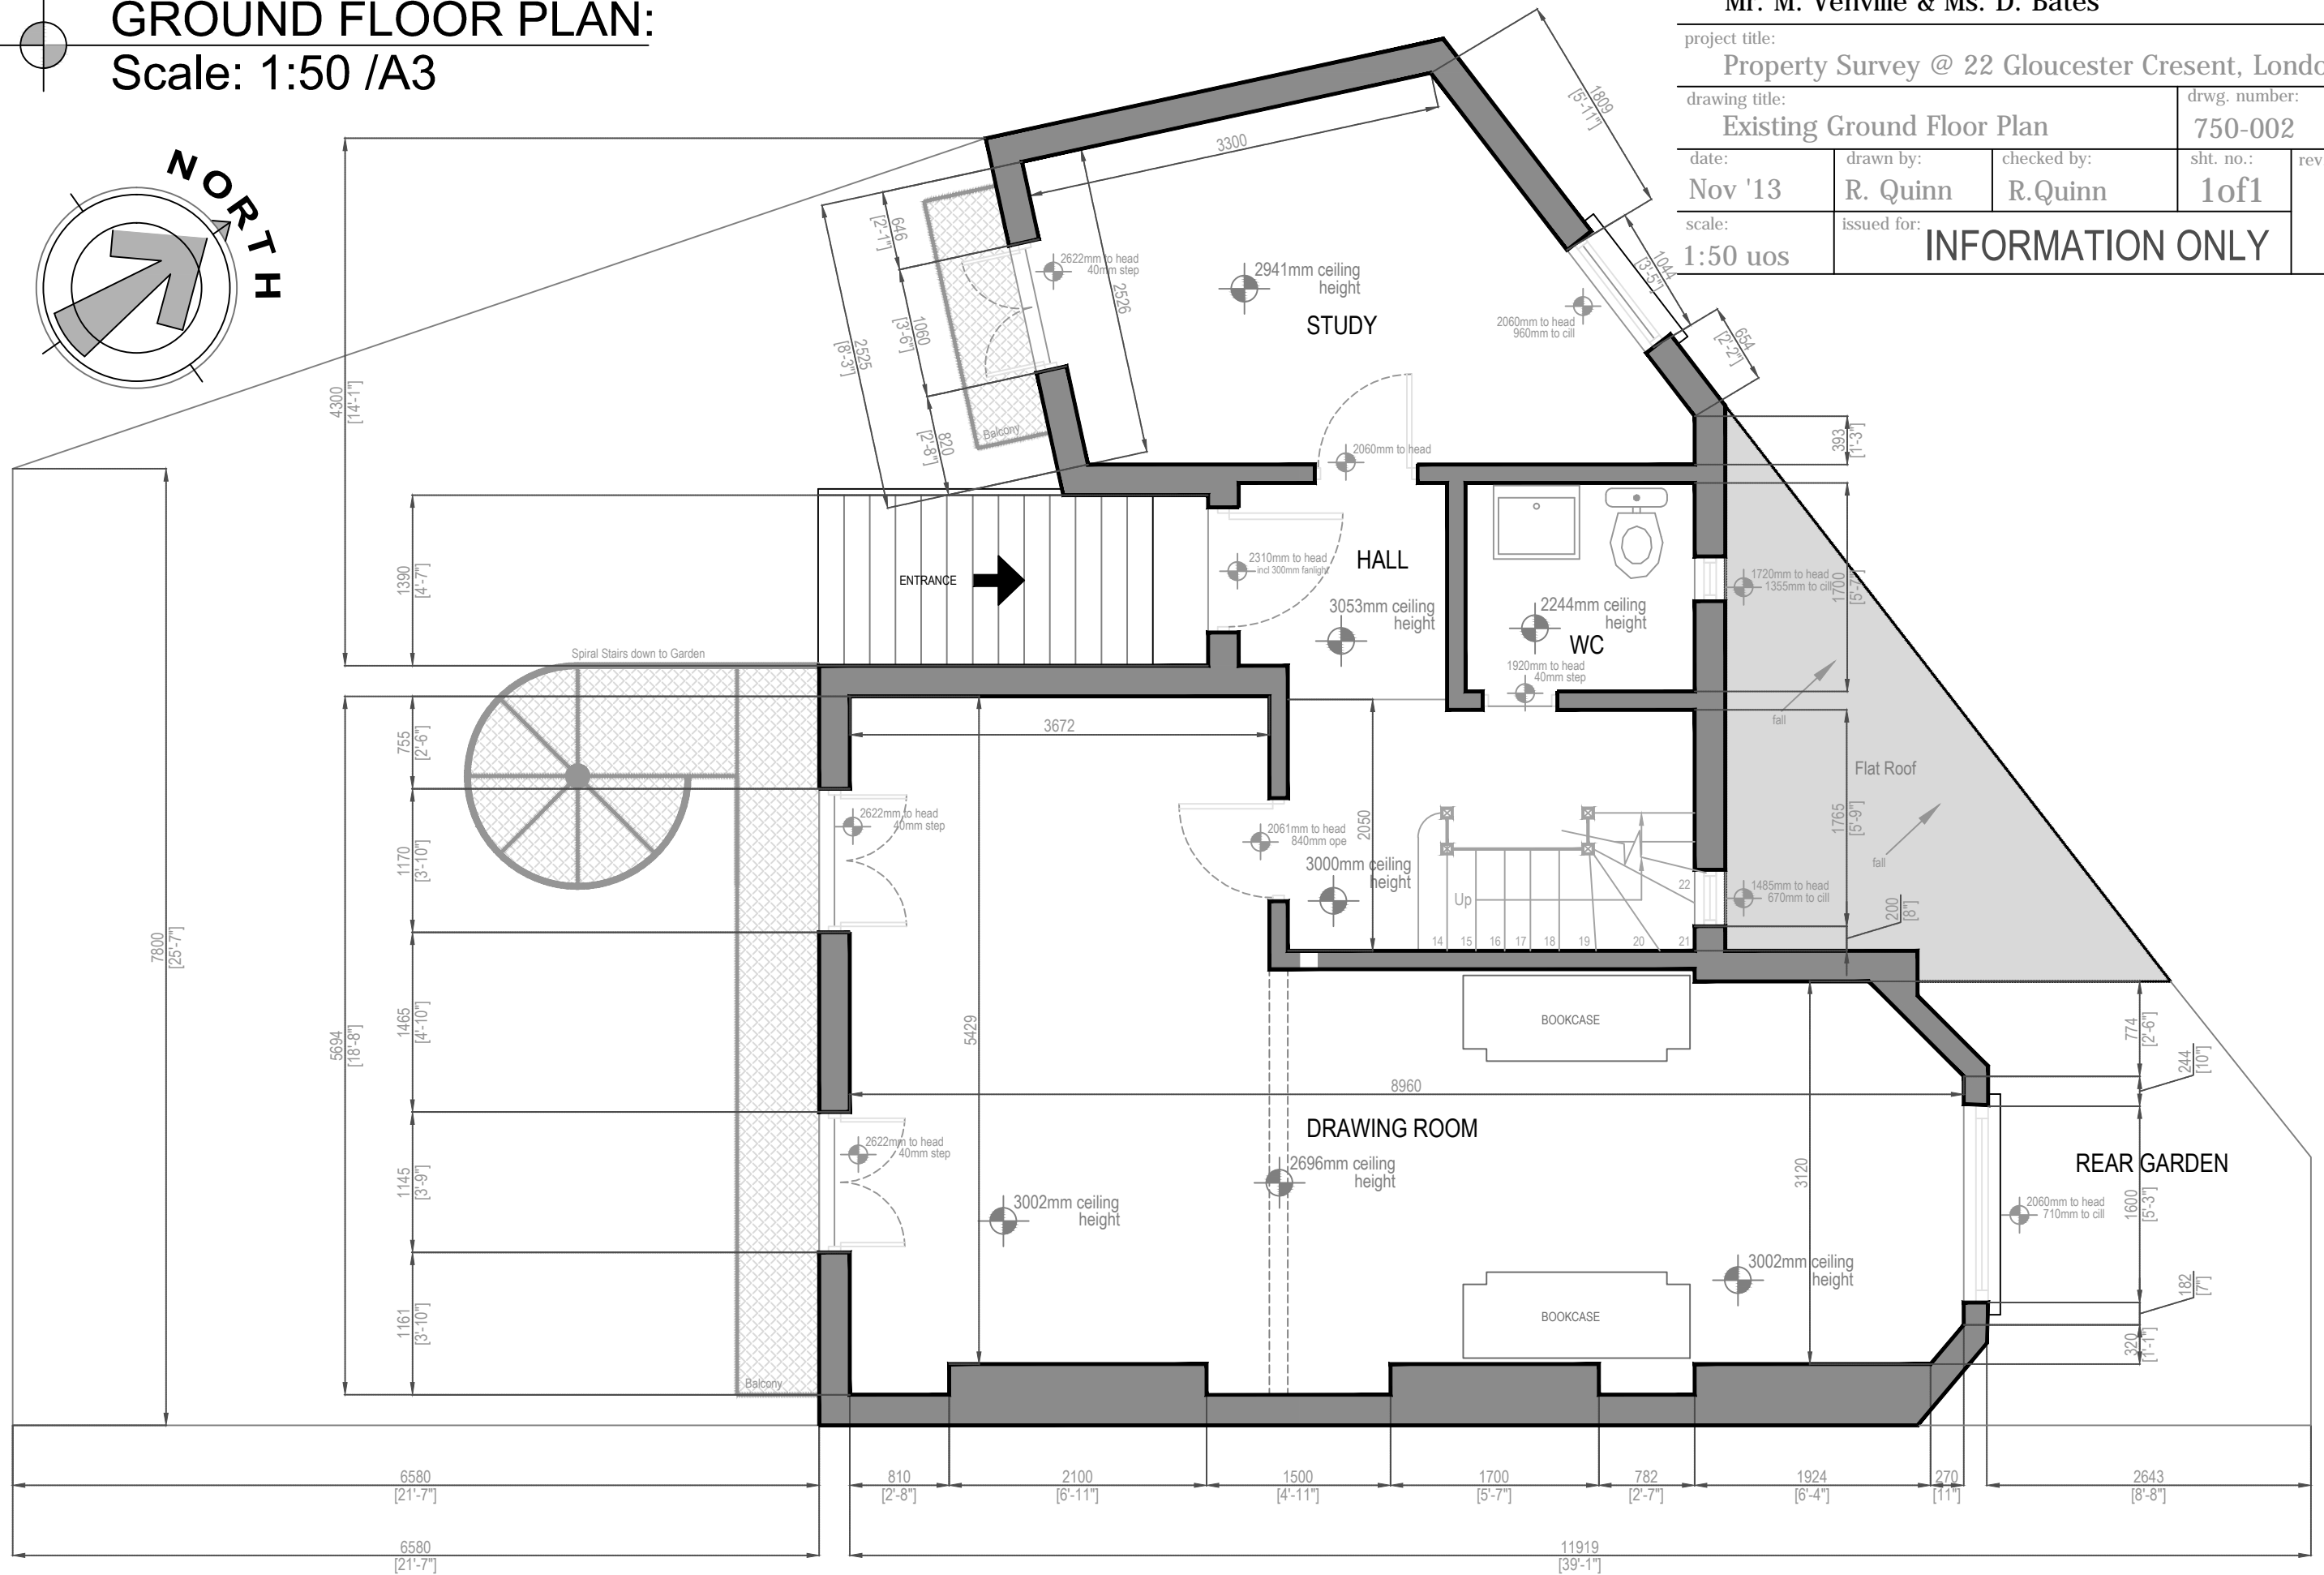 GROUND FLOOR PLAN:
Scale: 1:50 /A3
NORTH
Mr. M. Venville & Ms. D. Bates
project title:
Property Survey @ 22 Gloucester Cresent, Londo
drawing title:
Existing Ground Floor Plan
drwg. number:
750-002
date:
Nov '13
drawn by:
R. Quinn
checked by:
R.Quinn
sht. no.:
1of1
rev
scale:
1:50 uos
issued for:
INFORMATION ONLY
1809
[5'-11"]
3300
646
[2'-1"]
2622mm to head
40mm step
2941mm ceiling
height
1044
[3'-5"]
2526
STUDY
2060mm to head
960mm to cill
1060
[3'-6"]
2525
[8'-3"]
654
[2'-2"]
4300
[14'-1"]
Balcony
820
[2'-8"]
2060mm to head
393
[1'-3"]
1390
[4'-7"]
ENTRANCE
2310mm to head
incl 300mm fanlight
HALL
3053mm ceiling
height
2244mm ceiling
height
WC
1720mm to head
1355mm to cill
1700
[5'-7"]
Spiral Stairs down to Garden
1920mm to head
40mm step
fall
755
[2'-6"]
3672
Flat Roof
2622mm to head
40mm step
2061mm to head
840mm ope
2050
1765
[5'-9"]
1170
[3'-10"]
3000mm ceiling
height
fall
22
1485mm to head
670mm to cill
Up
200
[8"]
14
15
16
17
18
19
20
21
7800
[25'-7"]
1465
[4'-10"]
5694
[18'-8"]
5429
BOOKCASE
774
[2'-6"]
244
[10"]
8960
DRAWING ROOM
2622mm to head
40mm step
1145
[3'-9"]
2696mm ceiling
height
3120
REAR GARDEN
3002mm ceiling
height
2060mm to head
710mm to cill
1600
[5'-3"]
3002mm ceiling
height
182
[7"]
1161
[3'-10"]
BOOKCASE
320
[1'-1"]
Balcony
6580
[21'-7"]
810
[2'-8"]
2100
[6'-11"]
1500
[4'-11"]
1700
[5'-7"]
782
[2'-7"]
1924
[6'-4"]
270
[11"]
2643
[8'-8"]
6580
[21'-7"]
11919
[39'-1"]